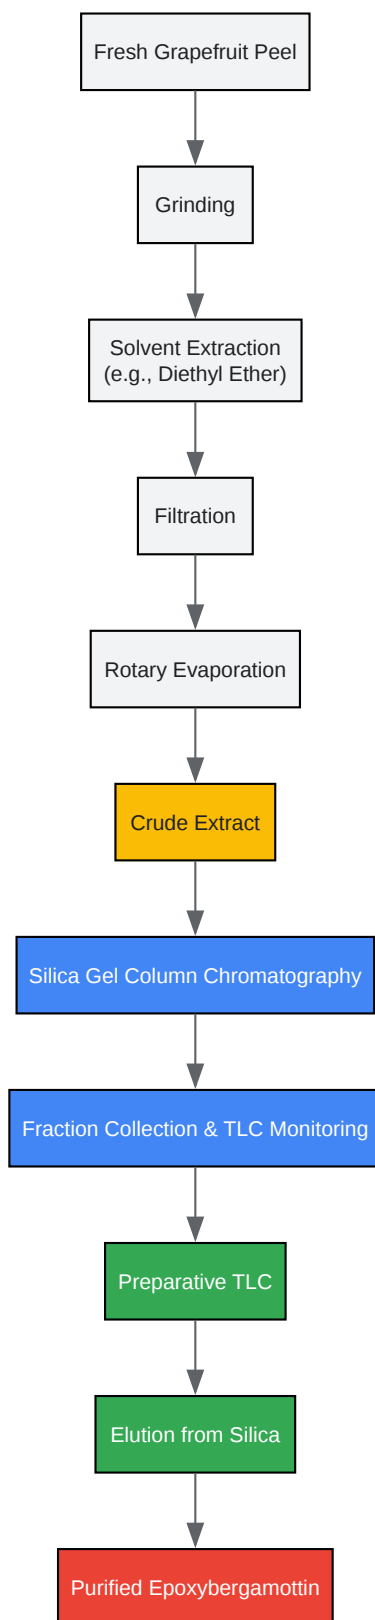 Fresh Grapefruit Peel
Grinding
Solvent Extraction
(e.g., Diethyl Ether)
Filtration
Rotary Evaporation
Crude Extract
Silica Gel Column Chromatography
Fraction Collection & TLC Monitoring
Preparative TLC
Elution from Silica
Purified Epoxybergamottin